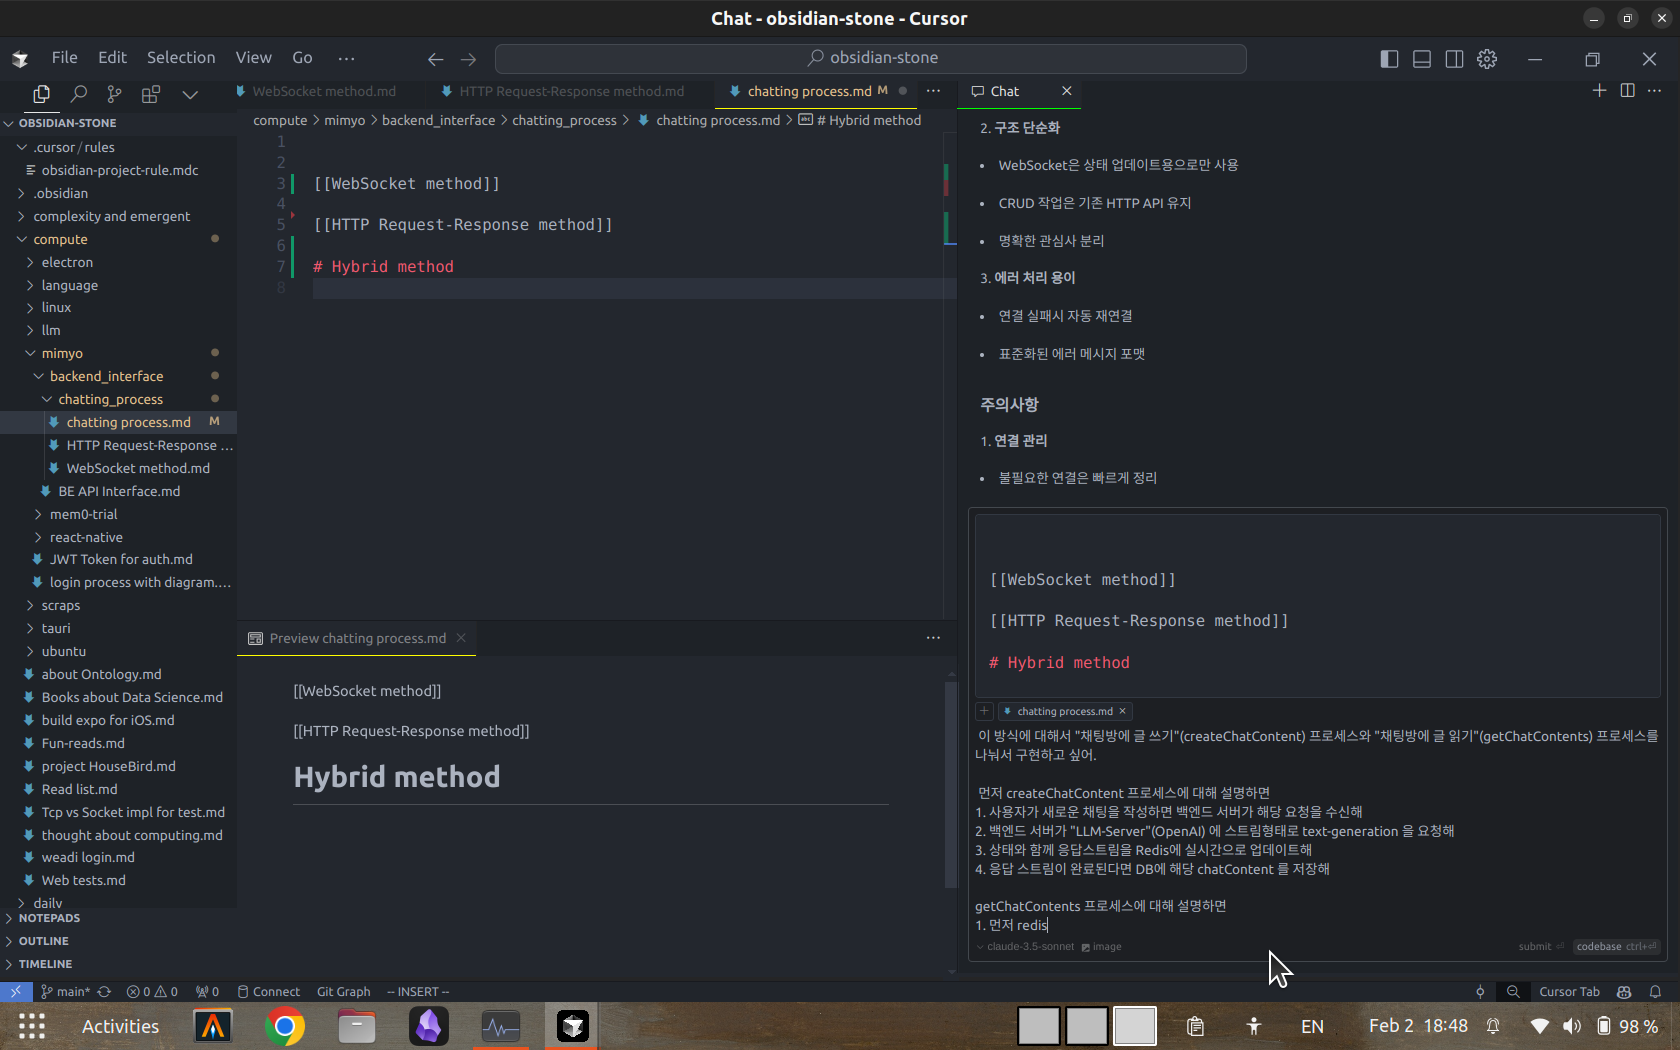 Chat - obsidian-stone - Cursor
File Edit Selection View Go ···
obsidian-stone
OBSIDIAN-STONE
.cursor / rules
obsidian-project-rule.mdc
.obsidian
complexity and emergent
compute
electron
language
linux
llm
mimyo
backend_interface
chatting_process
chatting process.md M
HTTP Request-Response ...
WebSocket method.md
BE API Interface.md
mem0-trial
react-native
JWT Token for auth.md
login process with diagram....
scraps
tauri
ubuntu
about Ontology.md
Books about Data Science.md
build expo for iOS.md
Fun-reads.md
project HouseBird.md
Read list.md
Tcp vs Socket impl for test.md
thought about computing.md
weadi login.md
Web tests.md
daily
NOTEPADS
OUTLINE
TIMELINE
WebSocket method.md HTTP Request-Response method.md chatting process.md M
compute > mimyo > backend_interface > chatting_process > chatting process.md > # Hybrid method
1
2
3 [[WebSocket method]]
4
5 [[HTTP Request-Response method]]
6
7 # Hybrid method
8
Preview chatting process.md
[[WebSocket method]]
[[HTTP Request-Response method]]
Hybrid method
Chat
2. 구조 단순화
• WebSocket은 상태 업데이트용으로만 사용
• CRUD 작업은 기존 HTTP API 유지
• 명확한 관심사 분리
3. 에러 처리 용이
• 연결 실패시 자동 재연결
• 표준화된 에러 메시지 포맷
주의사항
1. 연결 관리
• 불필요한 연결은 빠르게 정리
[[WebSocket method]]
[[HTTP Request-Response method]]
# Hybrid method
+ chatting process.md
이 방식에 대해서 "채팅방에 글 쓰기"(createChatContent) 프로세스와 "채팅방에 글 읽기"(getChatContents) 프로세스를
나눠서 구현하고 싶어.
먼저 createChatContent 프로세스에 대해 설명하면
1. 사용자가 새로운 채팅을 작성하면 백엔드 서버가 해당 요청을 수신해
2. 백엔드 서버가 "LLM-Server"(OpenAI) 에 스트림형태로 text-generation 을 요청해
3. 상태와 함께 응답스트림을 Redis에 실시간으로 업데이트해
4. 응답 스트림이 완료된다면 DB에 해당 chatContent 를 저장해
getChatContents 프로세스에 대해 설명하면
1. 먼저 redis
claude-3.5-sonnet image submit ⏎ codebase ctrl+⏎
main* 0 0 0 Connect Git Graph -- INSERT -- Cursor Tab
Activities EN Feb 2 18:48 98 %